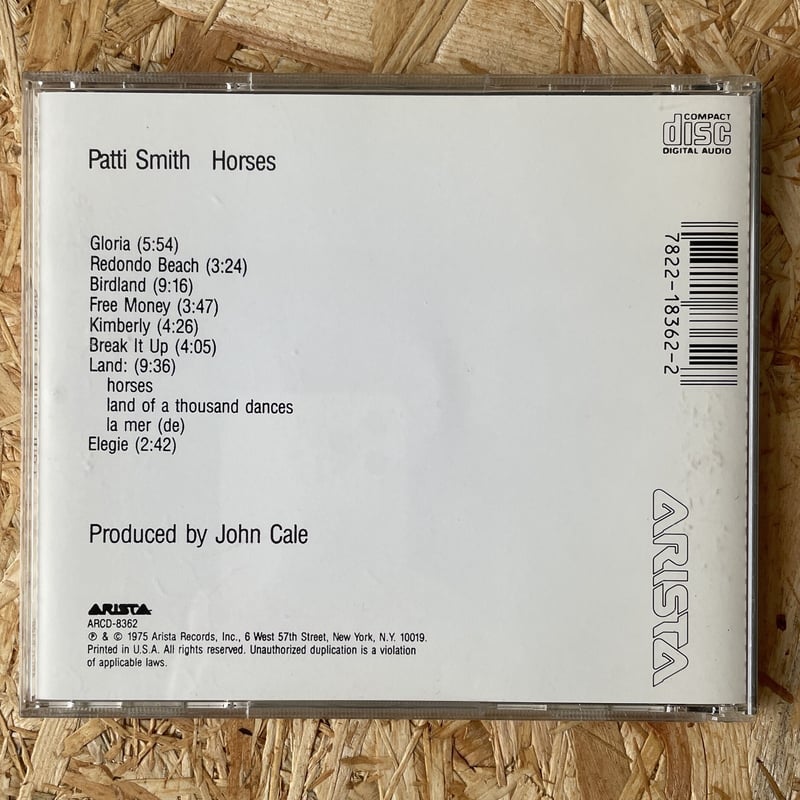 Patti Smith Horses
COMPACT
disc
DIGITAL AUDIO
Gloria (5:54)
Redondo Beach (3:24)
Birdland (9:16)
Free Money (3:47)
Kimberly (4:26)
Break It Up (4:05)
Land: (9:36)
horses
land of a thousand dances
la mer (de)
Elegie (2:42)
7822-18362-2
Produced by John Cale
ARISTA
ARISTA
ARCD-8362
℗ & © 1975 Arista Records, Inc., 6 West 57th Street, New York, N.Y. 10019.
Printed in U.S.A. All rights reserved. Unauthorized duplication is a violation
of applicable laws.